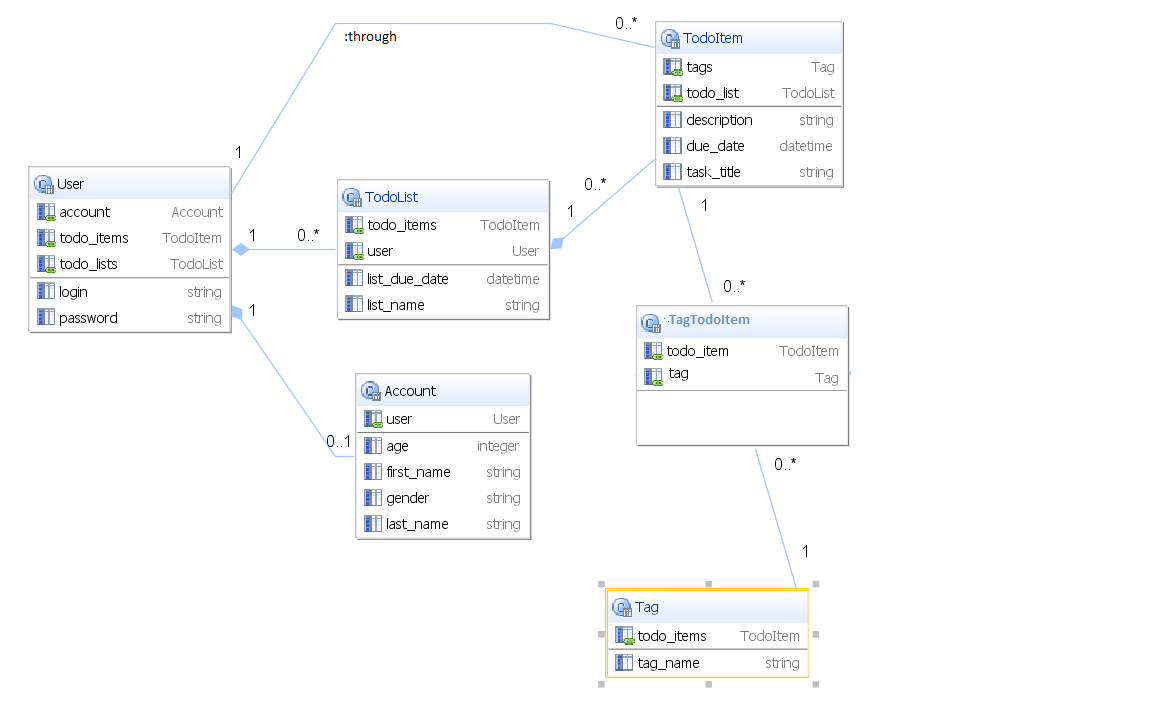 :through
0..*
1
TodoItem
tags Tag
todo_list TodoList
description string
due_date datetime
task_title string
User
account Account
todo_items TodoItem
todo_lists TodoList
login string
password string
1
0..*
TodoList
todo_items TodoItem
user User
list_due_date datetime
list_name string
0..*
1
1
0..1
Account
user User
age integer
first_name string
gender string
last_name string
1
0..*
TagTodoItem
todo_item TodoItem
tag Tag
0..*
1
Tag
todo_items TodoItem
tag_name string